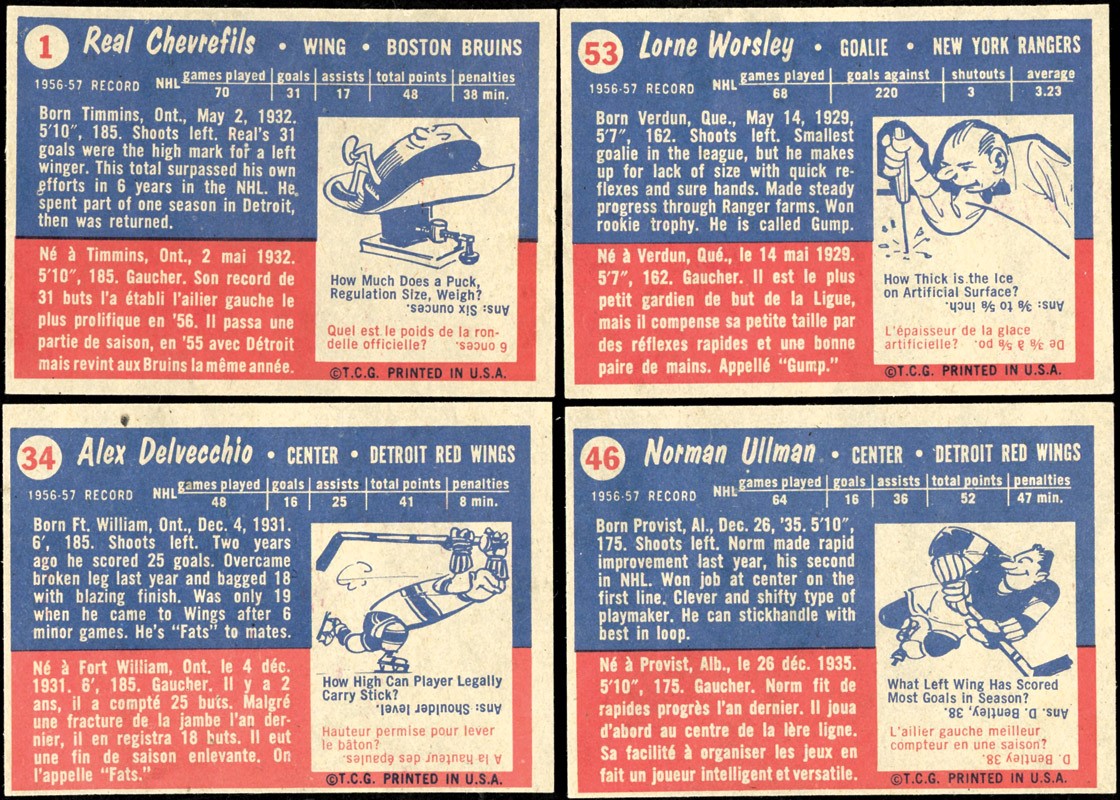 1 Real Chevrefils • WING • BOSTON BRUINS
1956-57 RECORD NHL games played goals assists total points penalties
70 31 17 48 38 min.
Born Timmins, Ont., May 2, 1932.
5'10", 185. Shoots left. Real's 31
goals were the high mark for a left
winger. This total surpassed his own
efforts in 6 years in the NHL. He
spent part of one season in Detroit,
then was returned.
Né à Timmins, Ont., 2 mai 1932.
5'10", 185. Gaucher. Son record de
31 buts l'a établi l'ailier gauche le
plus prolifique en '56. Il passa une
partie de saison, en '55 avec Détroit
mais revint aux Bruins la même année.
How Much Does a Puck,
Regulation Size, Weigh?
Ans: Six ounces.
Quel est le poids de la ron-
delle officielle? 6 onces.
©T.C.G. PRINTED IN U.S.A.
53 Lorne Worsley • GOALIE • NEW YORK RANGERS
1956-57 RECORD NHL games played goals against shutouts average
68 220 3 3.23
Born Verdun, Que., May 14, 1929,
5'7", 162. Shoots left. Smallest
goalie in the league, but he makes
up for lack of size with quick re-
flexes and sure hands. Made steady
progress through Ranger farms. Won
rookie trophy. He is called Gump.
Né à Verdun, Qué., le 14 mai 1929.
5'7", 162. Gaucher. Il est le plus
petit gardien de but de la Ligue,
mais il compense sa petite taille par
des réflexes rapides et une bonne
paire de mains. Appellé "Gump."
How Thick is the Ice
on Artificial Surface?
Ans: ⅜ to ⅝ inch.
L'épaisseur de la glace
artificielle? De ⅜ à ⅝ po.
©T.C.G. PRINTED IN U.S.A.
34 Alex Delvecchio • CENTER • DETROIT RED WINGS
1956-57 RECORD NHL games played goals assists total points penalties
48 16 25 41 8 min.
Born Ft. William, Ont., Dec. 4, 1931.
6', 185. Shoots left. Two years
ago he scored 25 goals. Overcame
broken leg last year and bagged 18
with blazing finish. Was only 19
when he came to Wings after 6
minor games. He's "Fats" to mates.
Né à Fort William, Ont. le 4 déc.
1931. 6', 185. Gaucher. Il y a 2
ans, il a compté 25 buts. Malgré
une fracture de la jambe l'an der-
nier, il en registra 18 buts. Il eut
une fin de saison enlevante. On
l'appelle "Fats."
How High Can Player Legally
Carry Stick?
Ans: Shoulder level.
Hauteur permise pour lever
le bâton?
A la hauteur des épaules.
©T.C.G. PRINTED IN U.S.A.
46 Norman Ullman • CENTER • DETROIT RED WINGS
1956-57 RECORD NHL games played goals assists total points penalties
64 16 36 52 47 min.
Born Provist, Al., Dec. 26, '35. 5'10",
175. Shoots left. Norm made rapid
improvement last year, his second
in NHL. Won job at center on the
first line. Clever and shifty type of
playmaker. He can stickhandle with
best in loop.
Né à Provist, Alb., le 26 déc. 1935.
5'10", 175. Gaucher. Norm fit de
rapides progrès l'an dernier. Il joua
d'abord au centre de la lère ligne.
Sa facilité à organiser les jeux en
fait un joueur intelligent et versatile.
What Left Wing Has Scored
Most Goals in Season?
Ans. D. Bentley, 38.
L'ailier gauche meilleur
compteur en une saison?
D. Bentley 38.
©T.C.G. PRINTED IN U.S.A.